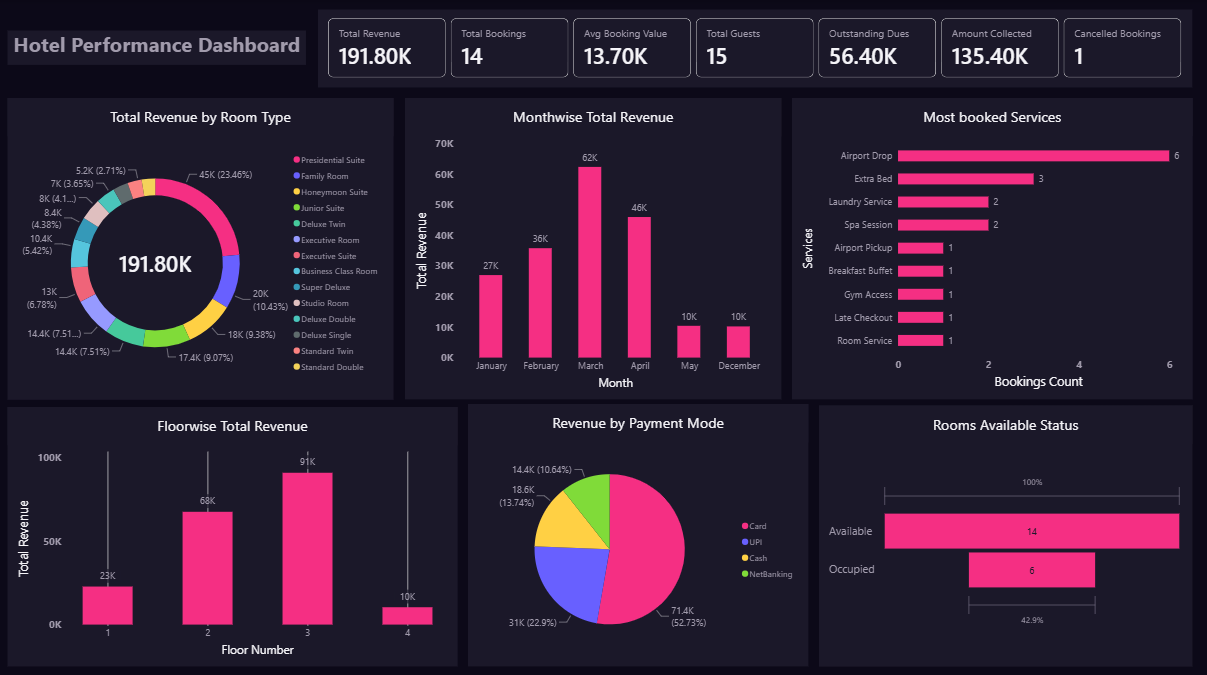 Hotel Performance Dashboard
Total Revenue
191.80K
Total Bookings
14
Avg Booking Value
13.70K
Total Guests
15
Outstanding Dues
56.40K
Amount Collected
135.40K
Cancelled Bookings
1
Total Revenue by Room Type
45K (23.46%)
20K
(10.43%)
18K (9.38%)
17.4K (9.07%)
14.4K (7.51%)
14.4K (7.51...)
13K
(6.78%)
10.4K
(5.42%)
8.4K
(4.38%)
8K (4.1...)
7K (3.65%)
5.2K (2.71%)
191.80K
Presidential Suite
Family Room
Honeymoon Suite
Junior Suite
Deluxe Twin
Executive Room
Executive Suite
Business Class Room
Super Deluxe
Studio Room
Deluxe Double
Deluxe Single
Standard Twin
Standard Double
Monthwise Total Revenue
Total Revenue
70K
60K
50K
40K
30K
20K
10K
0K
27K
36K
62K
46K
10K
10K
January
February
March
April
May
December
Month
Most booked Services
Services
Airport Drop
6
Extra Bed
3
Laundry Service
2
Spa Session
2
Airport Pickup
1
Breakfast Buffet
1
Gym Access
1
Late Checkout
1
Room Service
1
0
2
4
6
Bookings Count
Floorwise Total Revenue
Total Revenue
100K
50K
0K
23K
68K
91K
10K
1
2
3
4
Floor Number
Revenue by Payment Mode
14.4K (10.64%)
18.6K
(13.74%)
31K (22.9%)
71.4K
(52.73%)
Card
UPI
Cash
NetBanking
Rooms Available Status
100%
Available
14
Occupied
6
42.9%